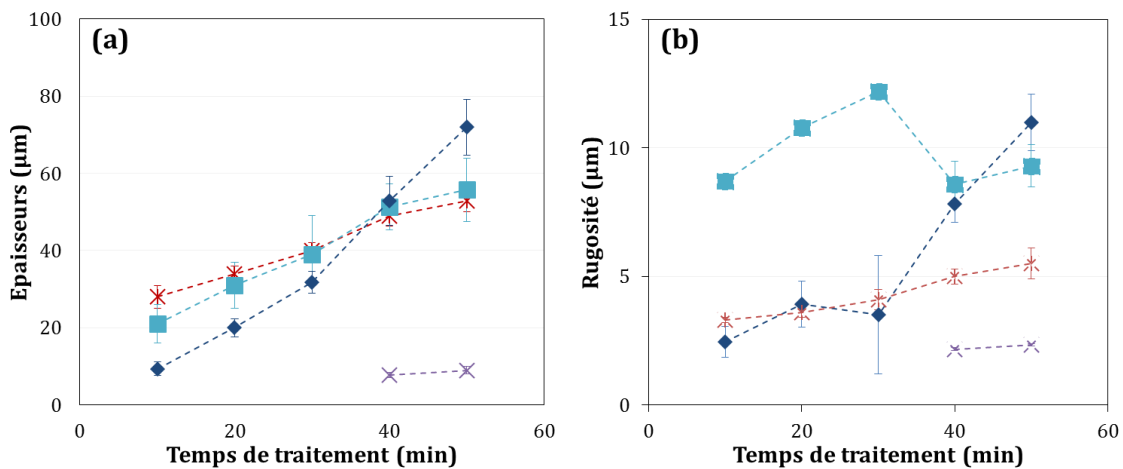 (a)
Epaisseurs (µm)
100
80
60
40
20
0
0 20 40 60
Temps de traitement (min)
(b)
Rugosité (µm)
15
10
5
0
0 20 40 60
Temps de traitement (min)